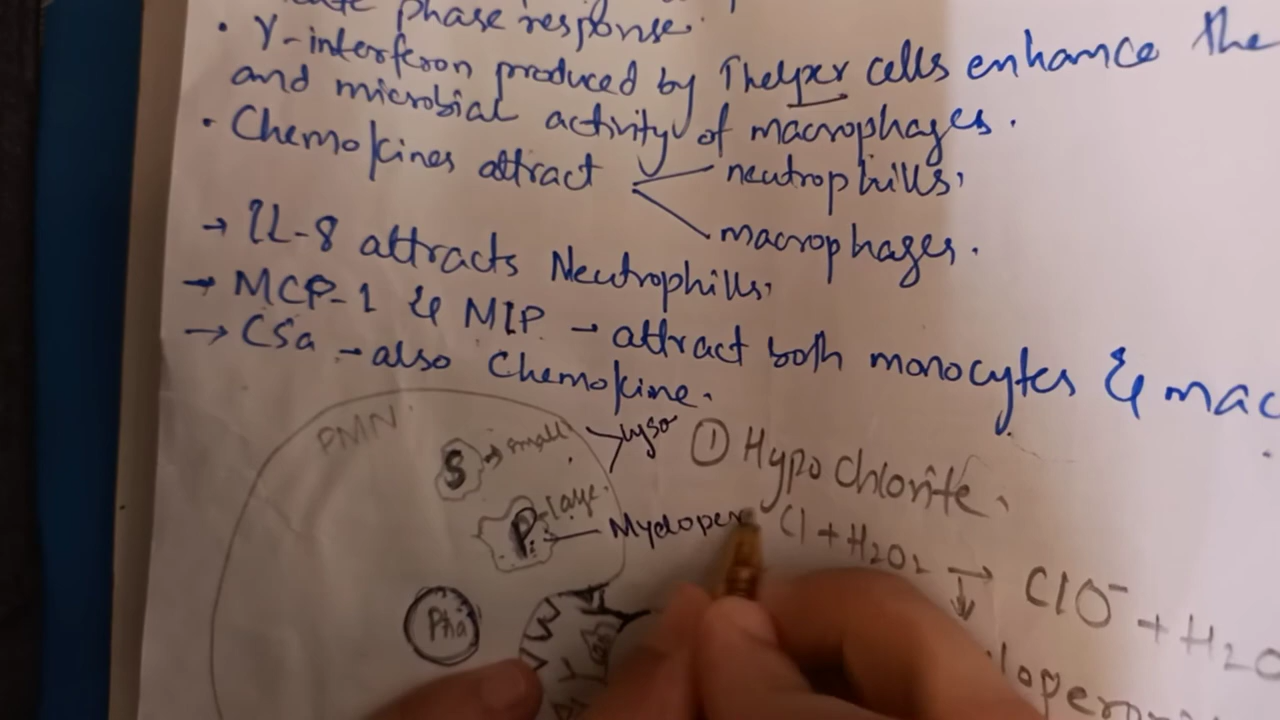 phase response.
• γ-interferon produced by Thelper cells enhance the
and microbial activity of macrophages.
• Chemokines attract neutrophills,
macrophages.
→ IL-8 attracts Neutrophills,
→ MCP-1 & MIP → attract both monocytes & mac
→ C5a - also Chemokine.
PMN
S → small
lyso
① Hypochlorite.
P - large.
Myeloper
Cl + H2O2 → ClO⁻ + H2O
↓
Pha
loper